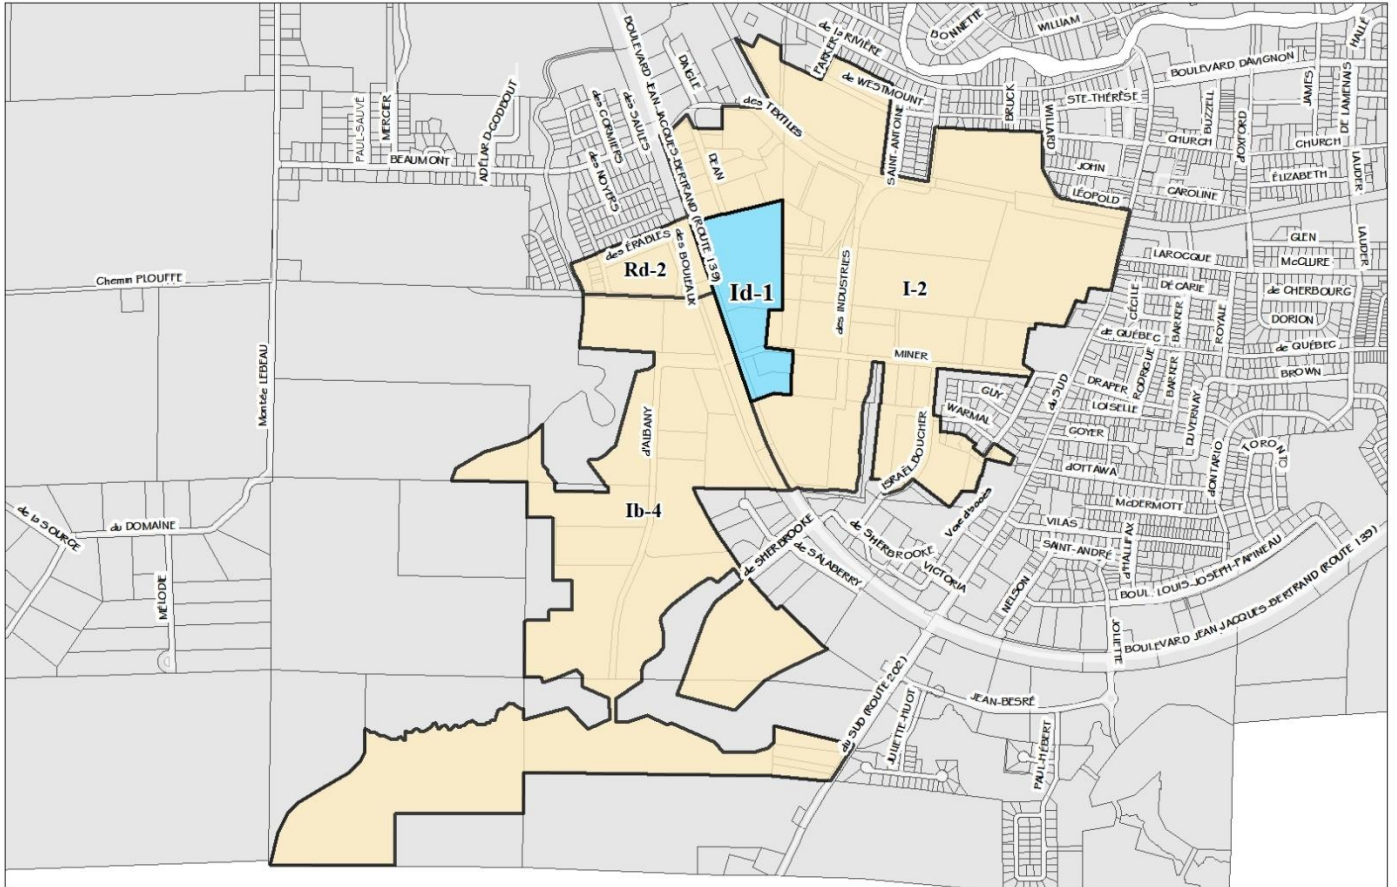 BONNETTE
WILLIAM
HALLÉ
de la RIVIÈRE
PARKER
BOULEVARD DAVIGNON
BOULEVARD JEAN-JACQUES-BERTRAND (ROUTE 139)
DAIGLE
de WESTMOUNT
JAMES
DE LAMENNAIS
ADÉLARD-GODBOUT
des SAULES
des CORMIERS
des TEXTILES
BRUCK
STE-THÉRÈSE
BUZZELL
OXFORD
PAUL-SAUVÉ
MERCIER
SAINT-ANTOINE
WILLARD
CHURCH
CHURCH
BEAUMONT
des NOYERS
DEAN
JOHN
LAUDER
ÉLIZABETH
CAROLINE
LÉOPOLD
des ÉRABLES
des BOULEAUX
GLEN
LAUDER
LAROCQUE
McCLURE
Rd-2
Chemin PLOUFFE
Id-1
I-2
des INDUSTRIES
CÉCILE
DÉCARIE
BARKER
ROYALE
de CHERBOURG
DORION
de QUÉBEC
de QUÉBEC
MINER
Montée LEBEAU
RODRIGUE
BARKER
BROWN
DRAPER
GUY
du SUD
LOISELLE
WARMAL
DUVERNAY
GOYER
d'ALBANY
ISRAËL-BOUCHER
TORONTO
d'ONTARIO
d'OTTAWA
Ib-4
Voie d'accès
McDERMOTT
de la SOURCE
du DOMAINE
de SHERBROOKE
de SHERBROOKE
VILAS
de SALABERRY
SAINT-ANDRÉ
d'HALLIFAX
VICTORIA
BOUL. LOUIS-JOSEPH-PAPINEAU
MÉLODIE
NELSON
BOULEVARD JEAN JACQUES-BERTRAND (ROUTE 139)
JOLIETTE
du SUD (ROUTE 202)
JEAN-BESRÉ
JULIETTE-HUOT
PAUL-HÉBERT